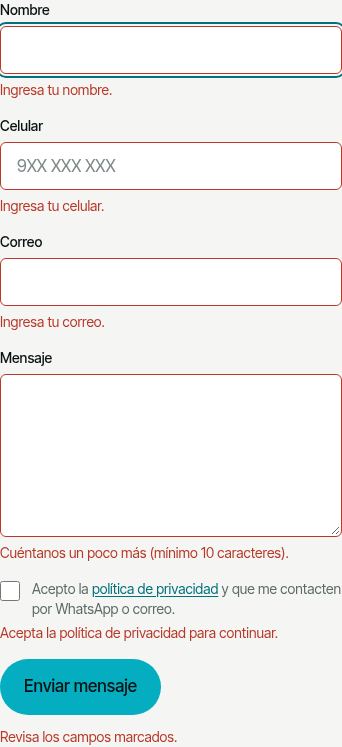 Nombre
Ingresa tu nombre.
Celular
9XX XXX XXX
Ingresa tu celular.
Correo
Ingresa tu correo.
Mensaje
Cuéntanos un poco más (mínimo 10 caracteres).
Acepto la política de privacidad y que me contacten
por WhatsApp o correo.
Acepta la política de privacidad para continuar.
Enviar mensaje
Revisa los campos marcados.